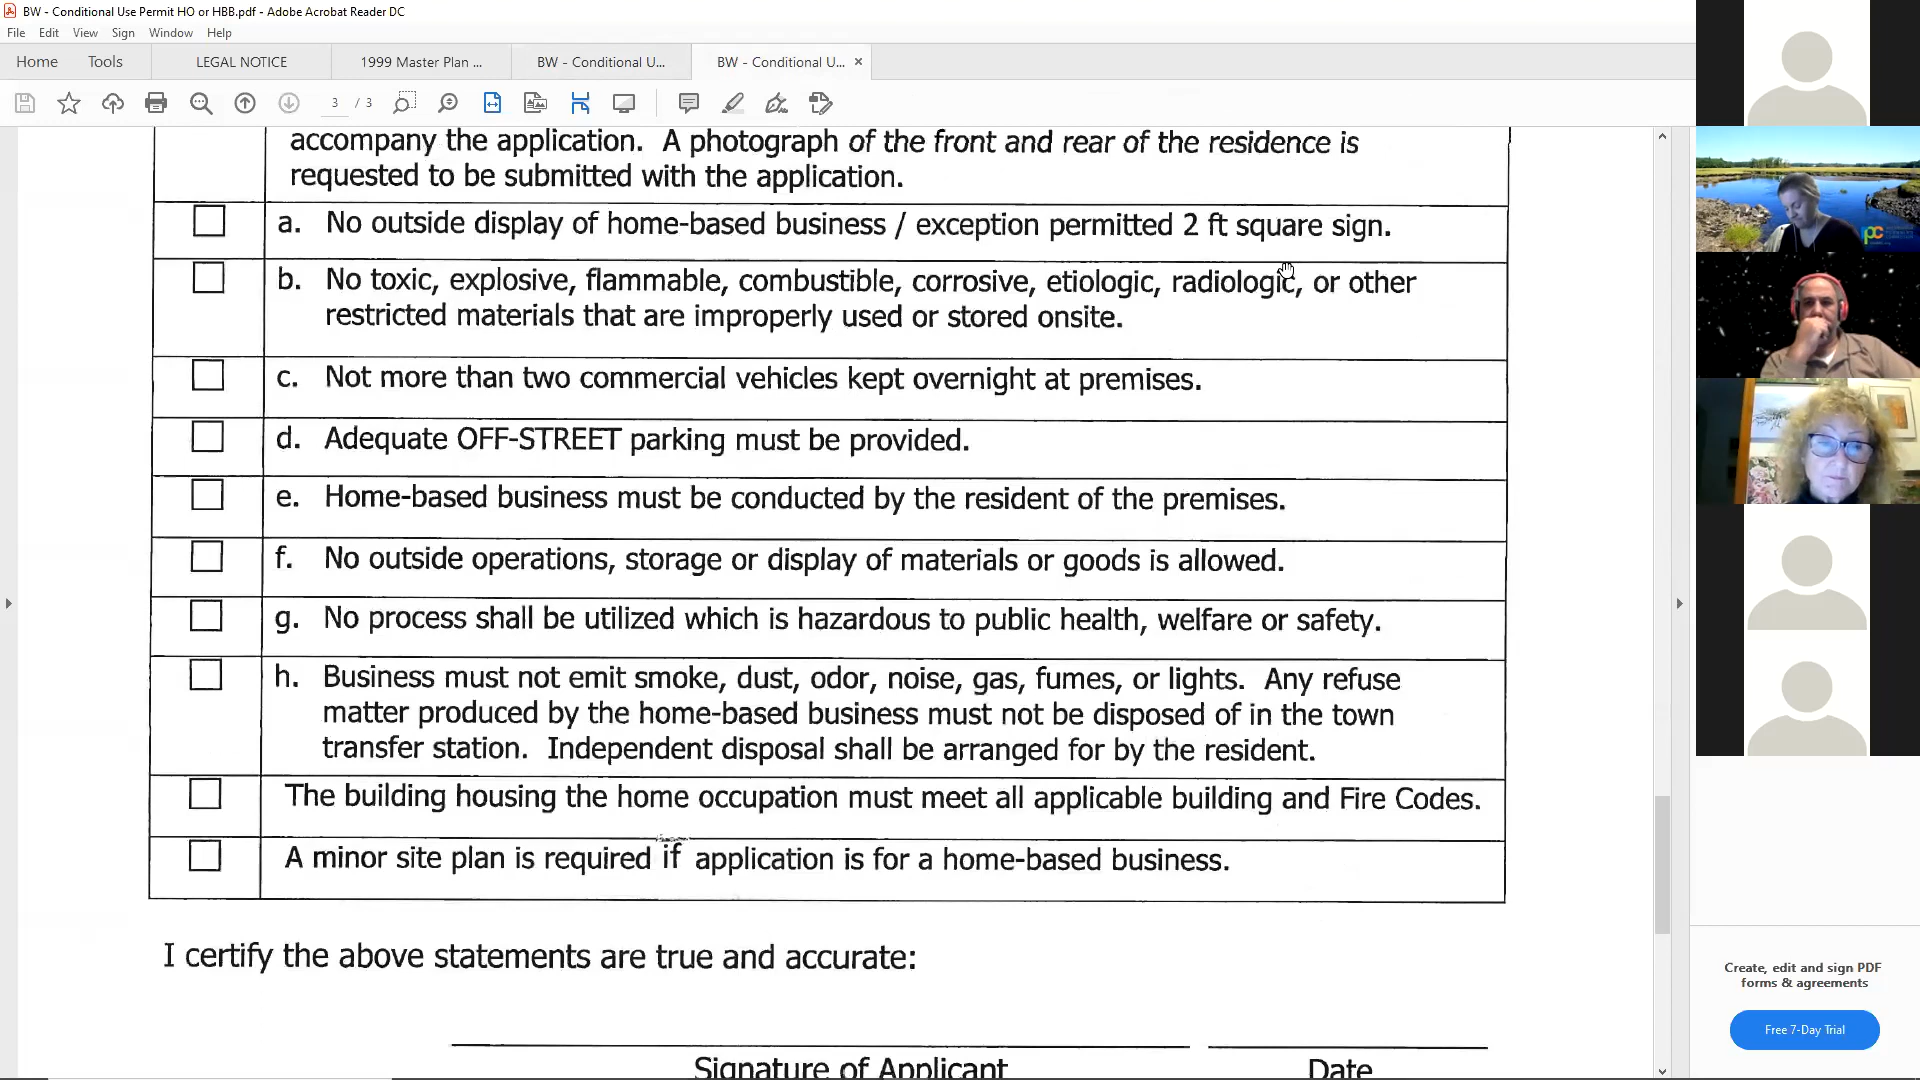 BW - Conditional Use Permit HO or HBB.pdf - Adobe Acrobat Reader DC
File Edit View Sign Window Help
Home Tools LEGAL NOTICE 1999 Master Plan ... BW - Conditional U... BW - Conditional U... ×
3 / 3
accompany the application. A photograph of the front and rear of the residence is
requested to be submitted with the application.
a. No outside display of home-based business / exception permitted 2 ft square sign.
b. No toxic, explosive, flammable, combustible, corrosive, etiologic, radiologic, or other
restricted materials that are improperly used or stored onsite.
c. Not more than two commercial vehicles kept overnight at premises.
d. Adequate OFF-STREET parking must be provided.
e. Home-based business must be conducted by the resident of the premises.
f. No outside operations, storage or display of materials or goods is allowed.
g. No process shall be utilized which is hazardous to public health, welfare or safety.
h. Business must not emit smoke, dust, odor, noise, gas, fumes, or lights. Any refuse
matter produced by the home-based business must not be disposed of in the town
transfer station. Independent disposal shall be arranged for by the resident.
The building housing the home occupation must meet all applicable building and Fire Codes.
A minor site plan is required if application is for a home-based business.
I certify the above statements are true and accurate:
Signature of Applicant Date
Create, edit and sign PDF
forms & agreements
Free 7-Day Trial